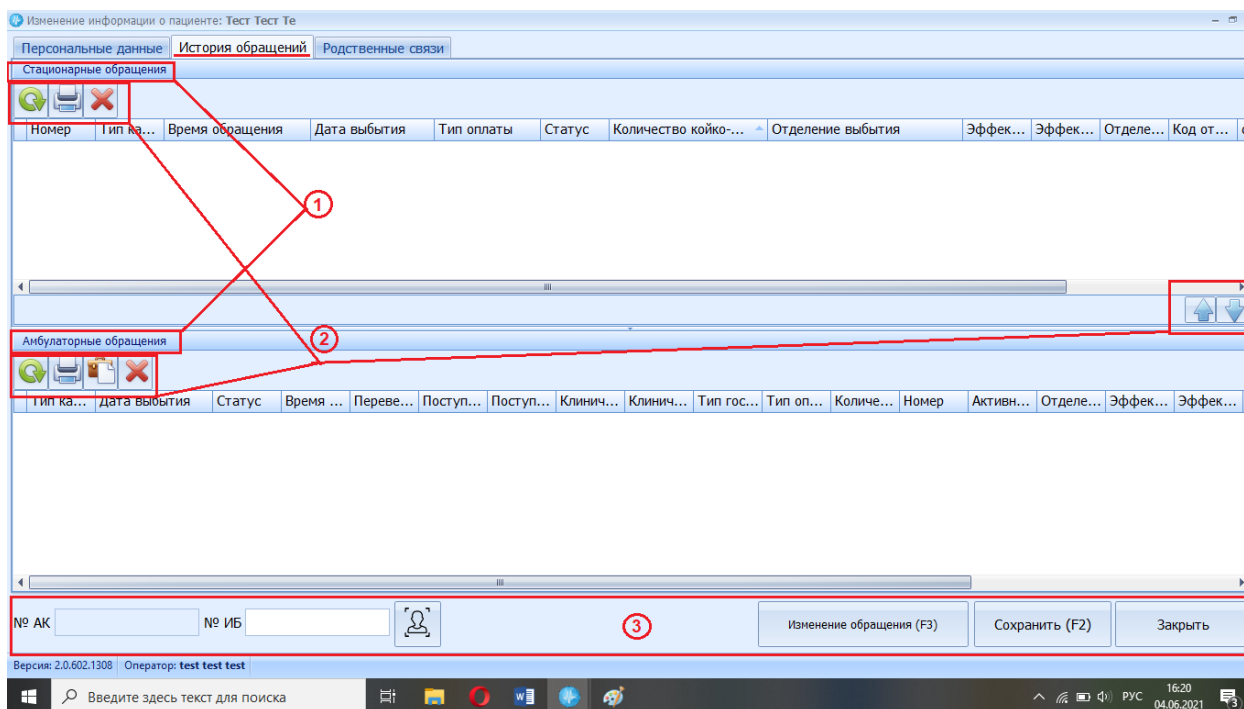 Изменение информации о пациенте: Тест Тест Те
Персональные данные История обращений Родственные связи
Стационарные обращения
Номер Тип ка... Время обращения Дата выбытия Тип оплаты Статус Количество койко-... Отделение выбытия Эффек... Эффек... Отделе... Код от...
1
2
Амбулаторные обращения
Тип ка... Дата выбытия Статус Время ... Переве... Поступ... Поступ... Клинич... Клинич... Тип гос... Тип оп... Количе... Номер Активн... Отделе... Эффек... Эффек...
№ АК № ИБ 3 Изменение обращения (F3) Сохранить (F2) Закрыть
Версия: 2.0.602.1308 Оператор: test test test
Введите здесь текст для поиска РУС 16:20
04.06.2021 3